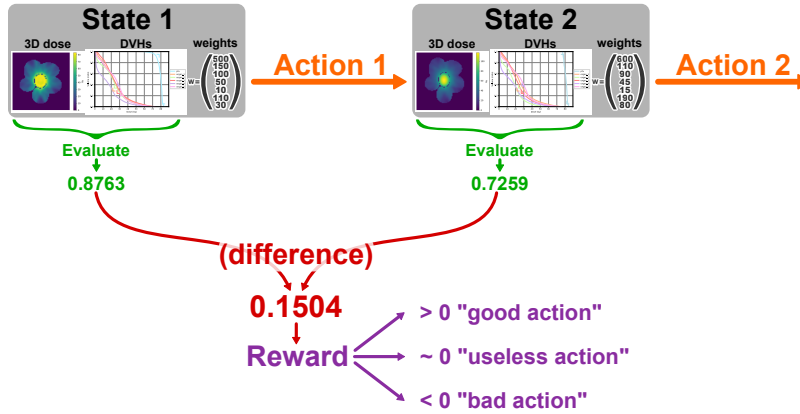 State 1
State 2
3D dose
DVHs
weights
3D dose
DVHs
weights
w =
500
150
100
50
10
110
30
w =
600
110
90
45
15
190
80
Action 1
Action 2
Evaluate
0.8763
Evaluate
0.7259
(difference)
0.1504
Reward
> 0 "good action"
~ 0 "useless action"
< 0 "bad action"